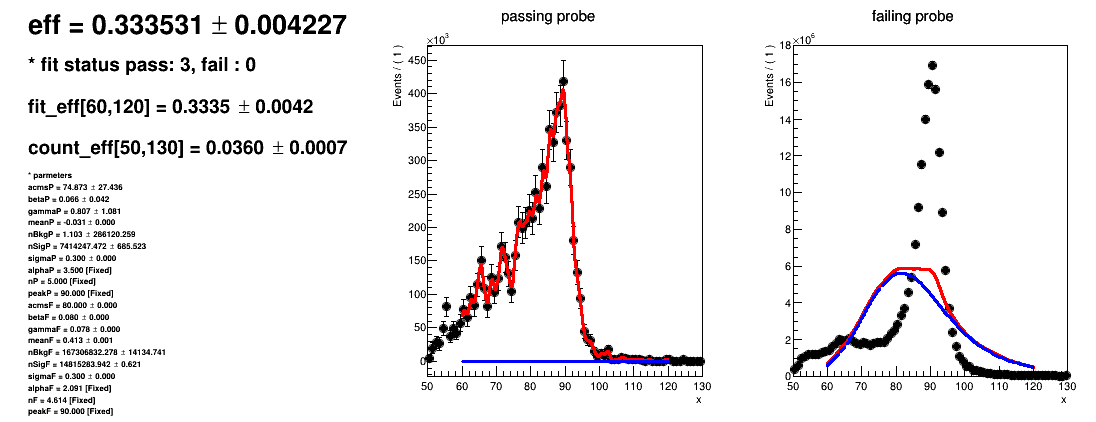 eff = 0.333531 ± 0.004227
* fit status pass: 3, fail : 0
fit_eff[60,120] = 0.3335 ± 0.0042
count_eff[50,130] = 0.0360 ± 0.0007
* parmeters
acmsP = 74.873 ± 27.436
betaP = 0.066 ± 0.042
gammaP = 0.807 ± 1.081
meanP = -0.031 ± 0.000
nBkgP = 1.103 ± 286120.259
nSigP = 7414247.472 ± 685.523
sigmaP = 0.300 ± 0.000
alphaP = 3.500 [Fixed]
nP = 5.000 [Fixed]
peakP = 90.000 [Fixed]
acmsF = 80.000 ± 0.000
betaF = 0.080 ± 0.000
gammaF = 0.078 ± 0.000
meanF = 0.413 ± 0.001
nBkgF = 167306832.278 ± 14134.741
nSigF = 14815283.942 ± 0.621
sigmaF = 0.300 ± 0.000
alphaF = 2.091 [Fixed]
nF = 4.614 [Fixed]
peakF = 90.000 [Fixed]
passing probe
×10³
Events / ( 1 )
450
400
350
300
250
200
150
100
50
0
50 60 70 80 90 100 110 120 130
x
failing probe
×10⁶
Events / ( 1 )
18
16
14
12
10
8
6
4
2
0
50 60 70 80 90 100 110 120 130
x